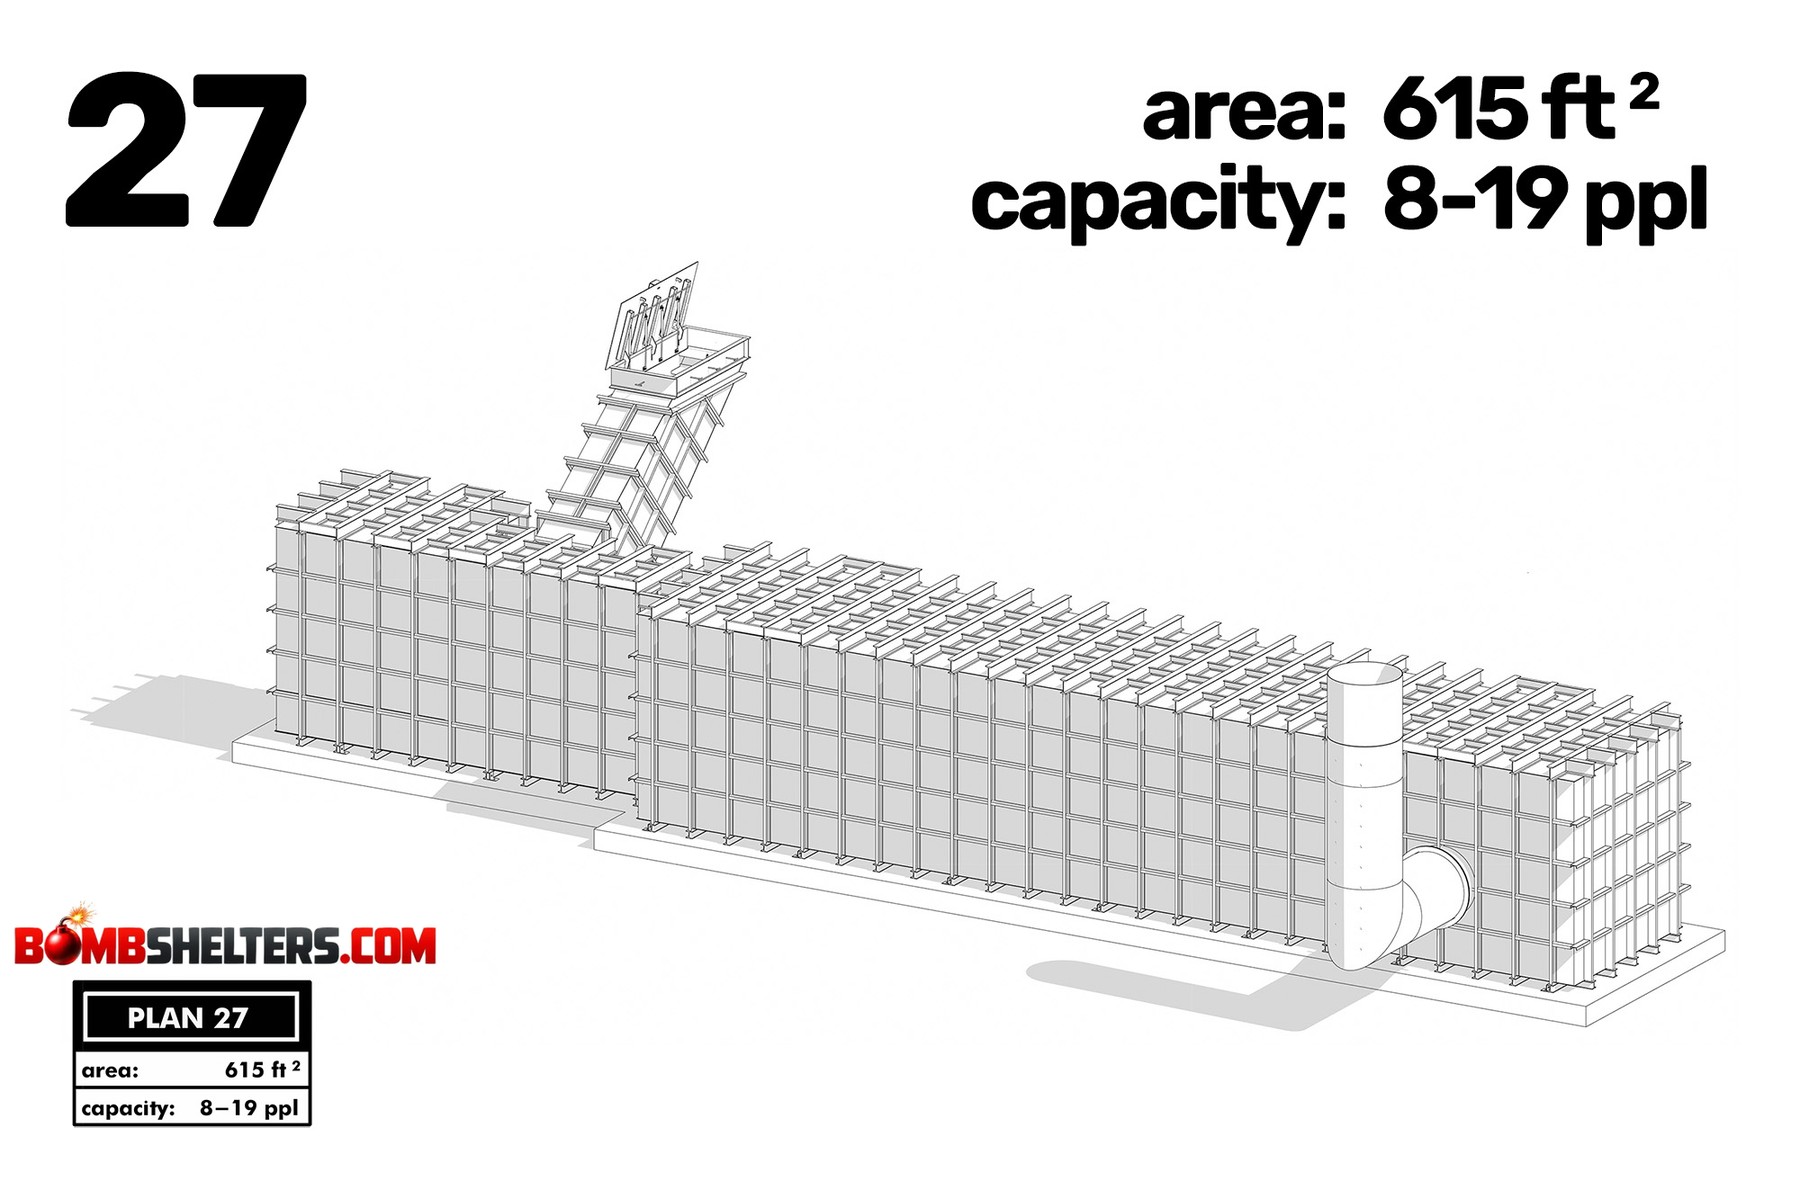 27
area: 615 ft ²
capacity: 8-19 ppl
BOMBSHELTERS.COM
PLAN 27
area: 615 ft ²
capacity: 8–19 ppl